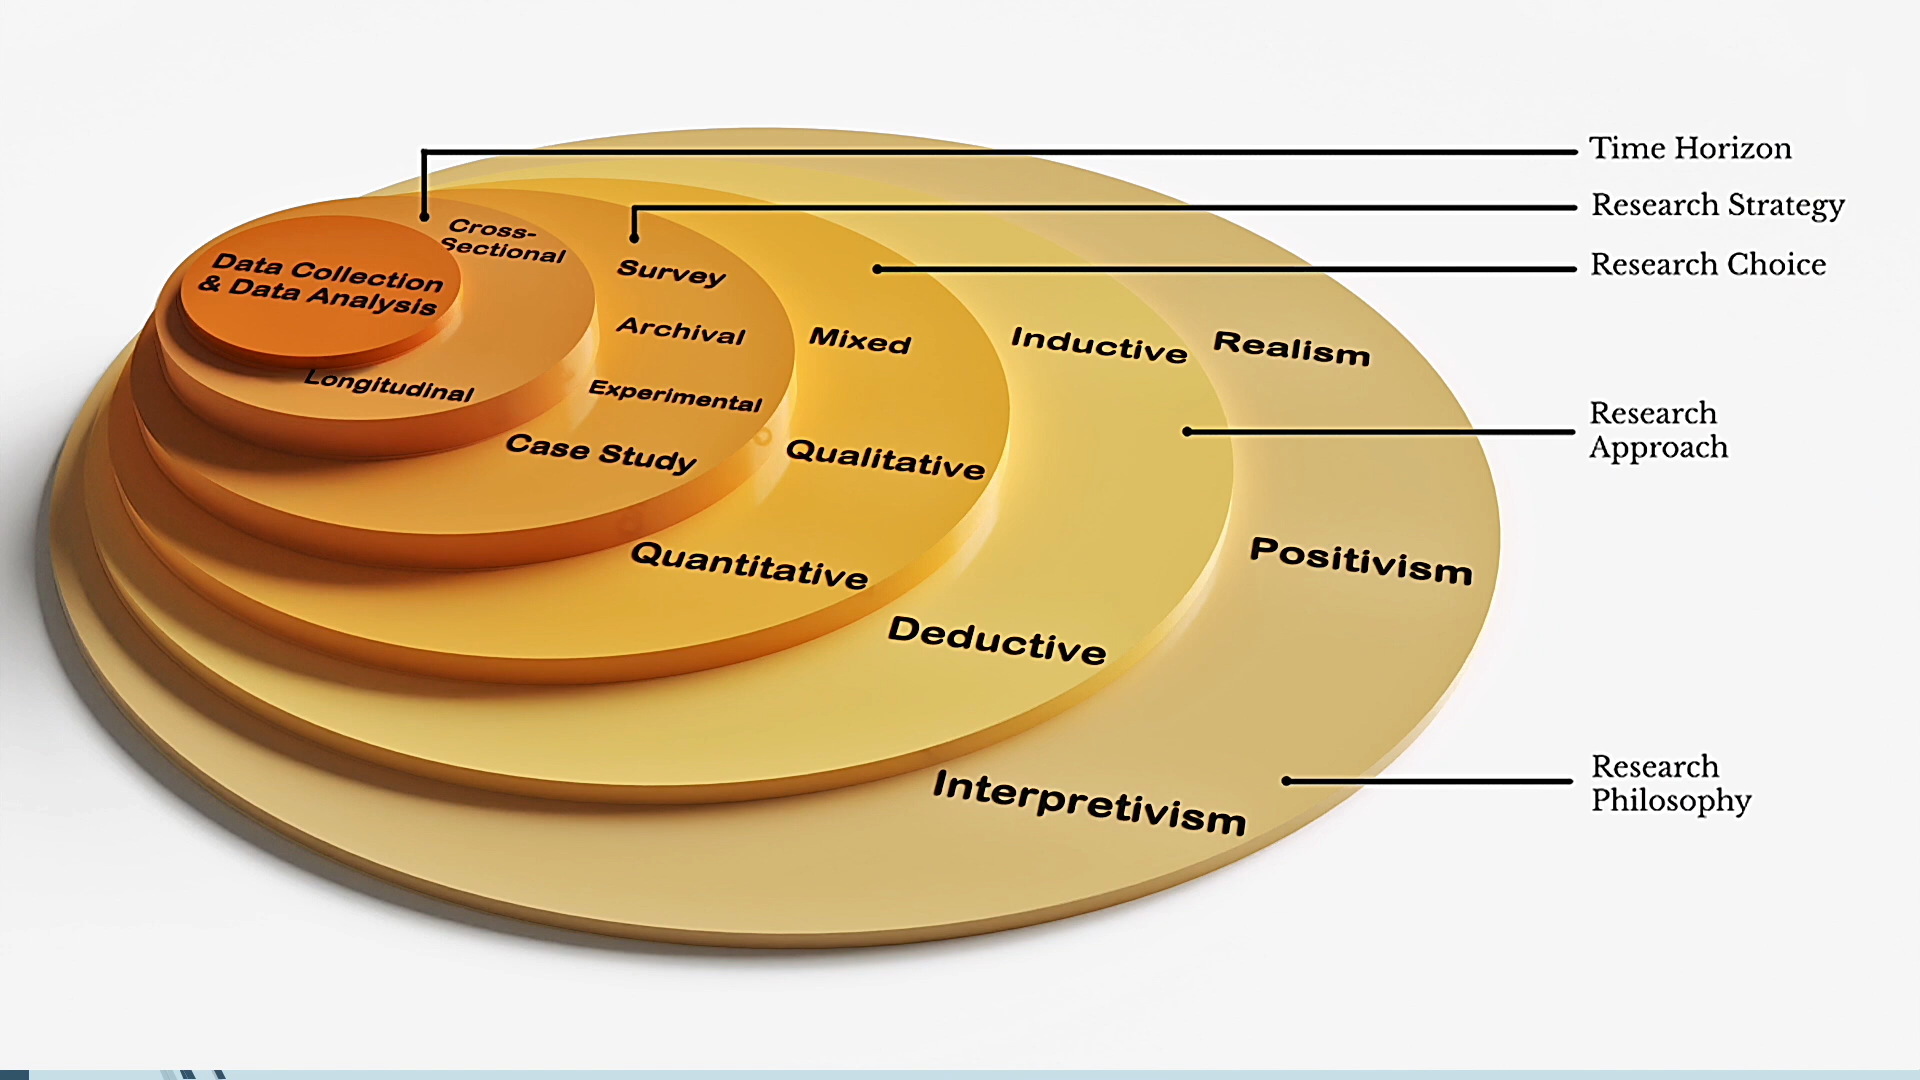 Time Horizon
Research Strategy
Research Choice
Research
Approach
Research
Philosophy
Data Collection
& Data Analysis
Cross-
Sectional
Longitudinal
Survey
Archival
Experimental
Case Study
Mixed
Qualitative
Quantitative
Inductive
Deductive
Realism
Positivism
Interpretivism